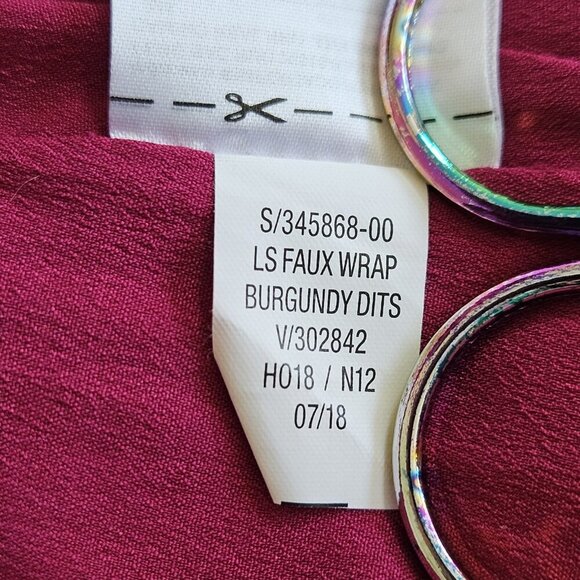 S/345868-00
LS FAUX WRAP
BURGUNDY DITS
V/302842
HO18 / N12
07/18